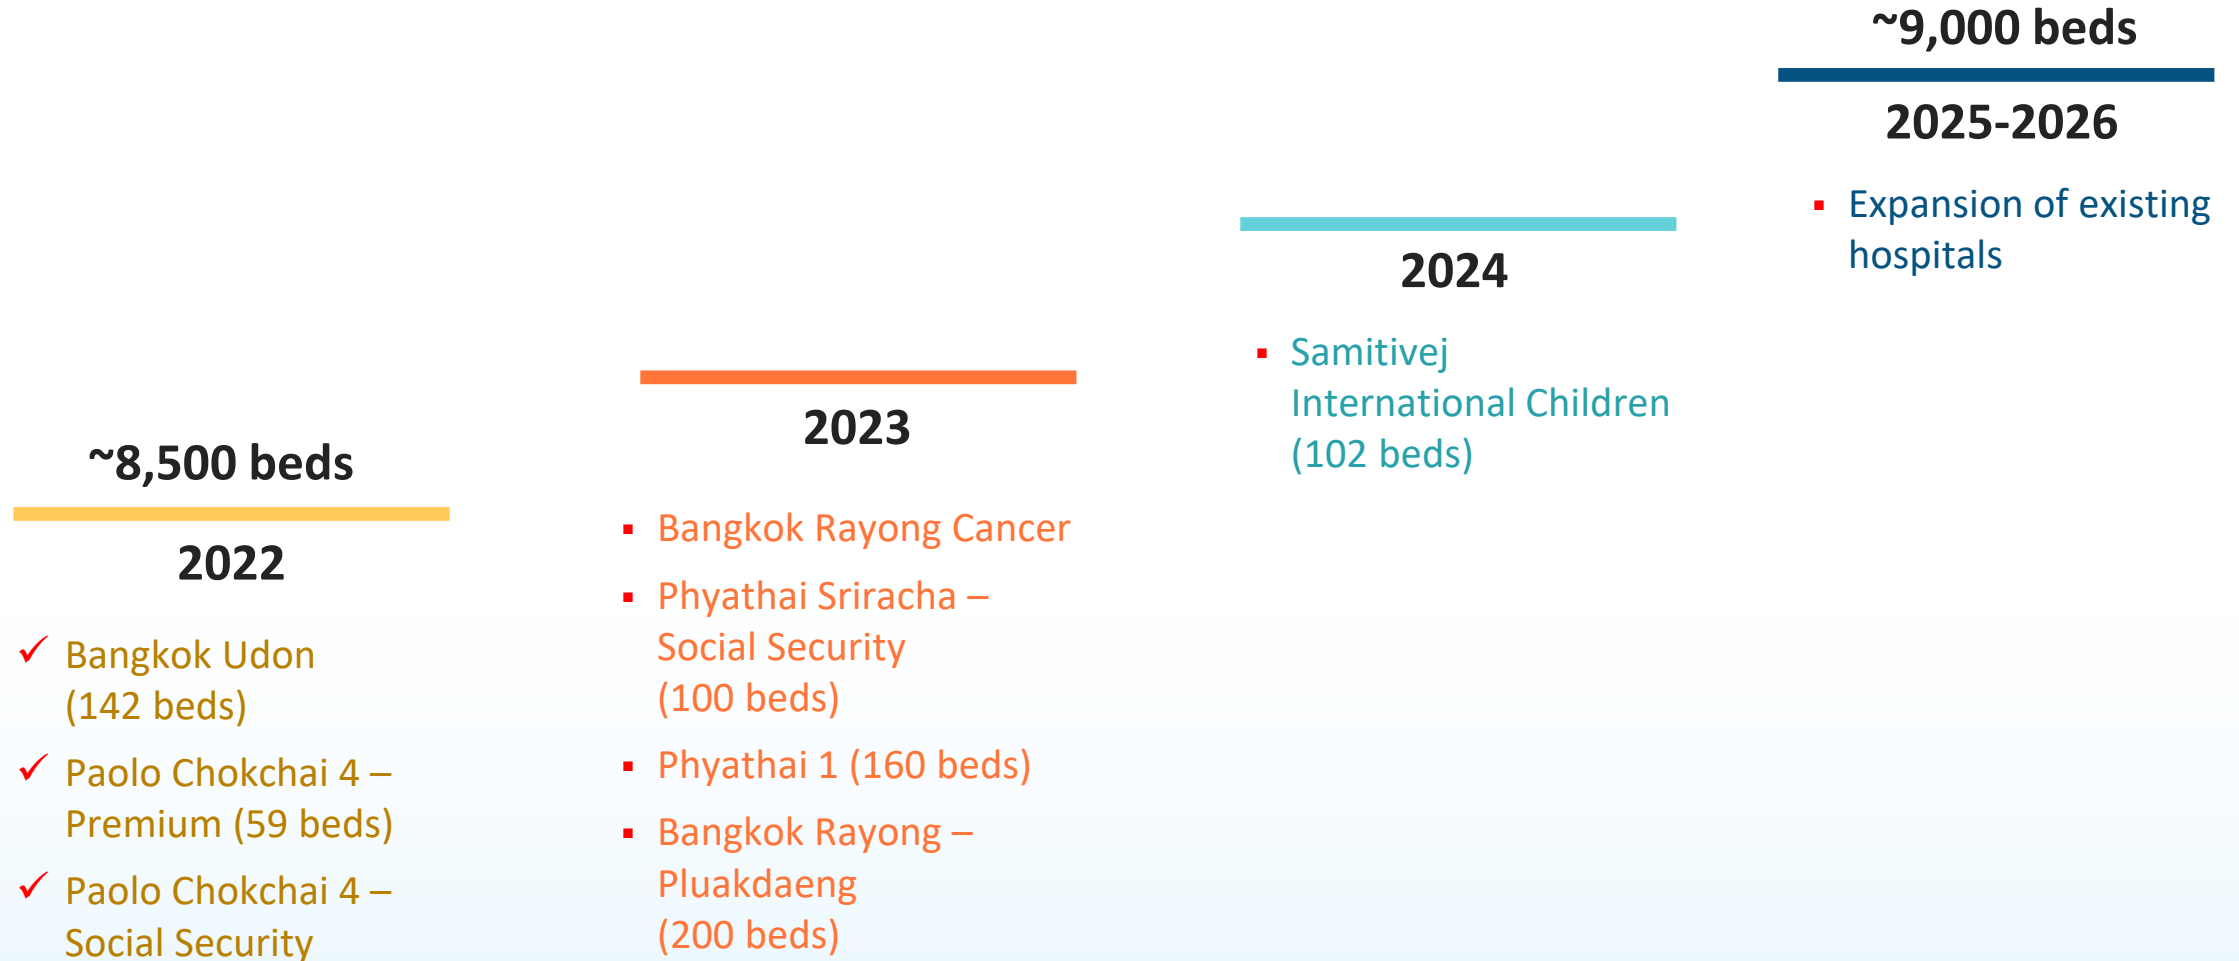 ~8,500 beds
2022
✓ Bangkok Udon
(142 beds)
✓ Paolo Chokchai 4 –
Premium (59 beds)
✓ Paolo Chokchai 4 –
Social Security
2023
▪ Bangkok Rayong Cancer
▪ Phyathai Sriracha –
Social Security
(100 beds)
▪ Phyathai 1 (160 beds)
▪ Bangkok Rayong –
Pluakdaeng
(200 beds)
2024
▪ Samitivej
International Children
(102 beds)
~9,000 beds
2025-2026
▪ Expansion of existing
hospitals